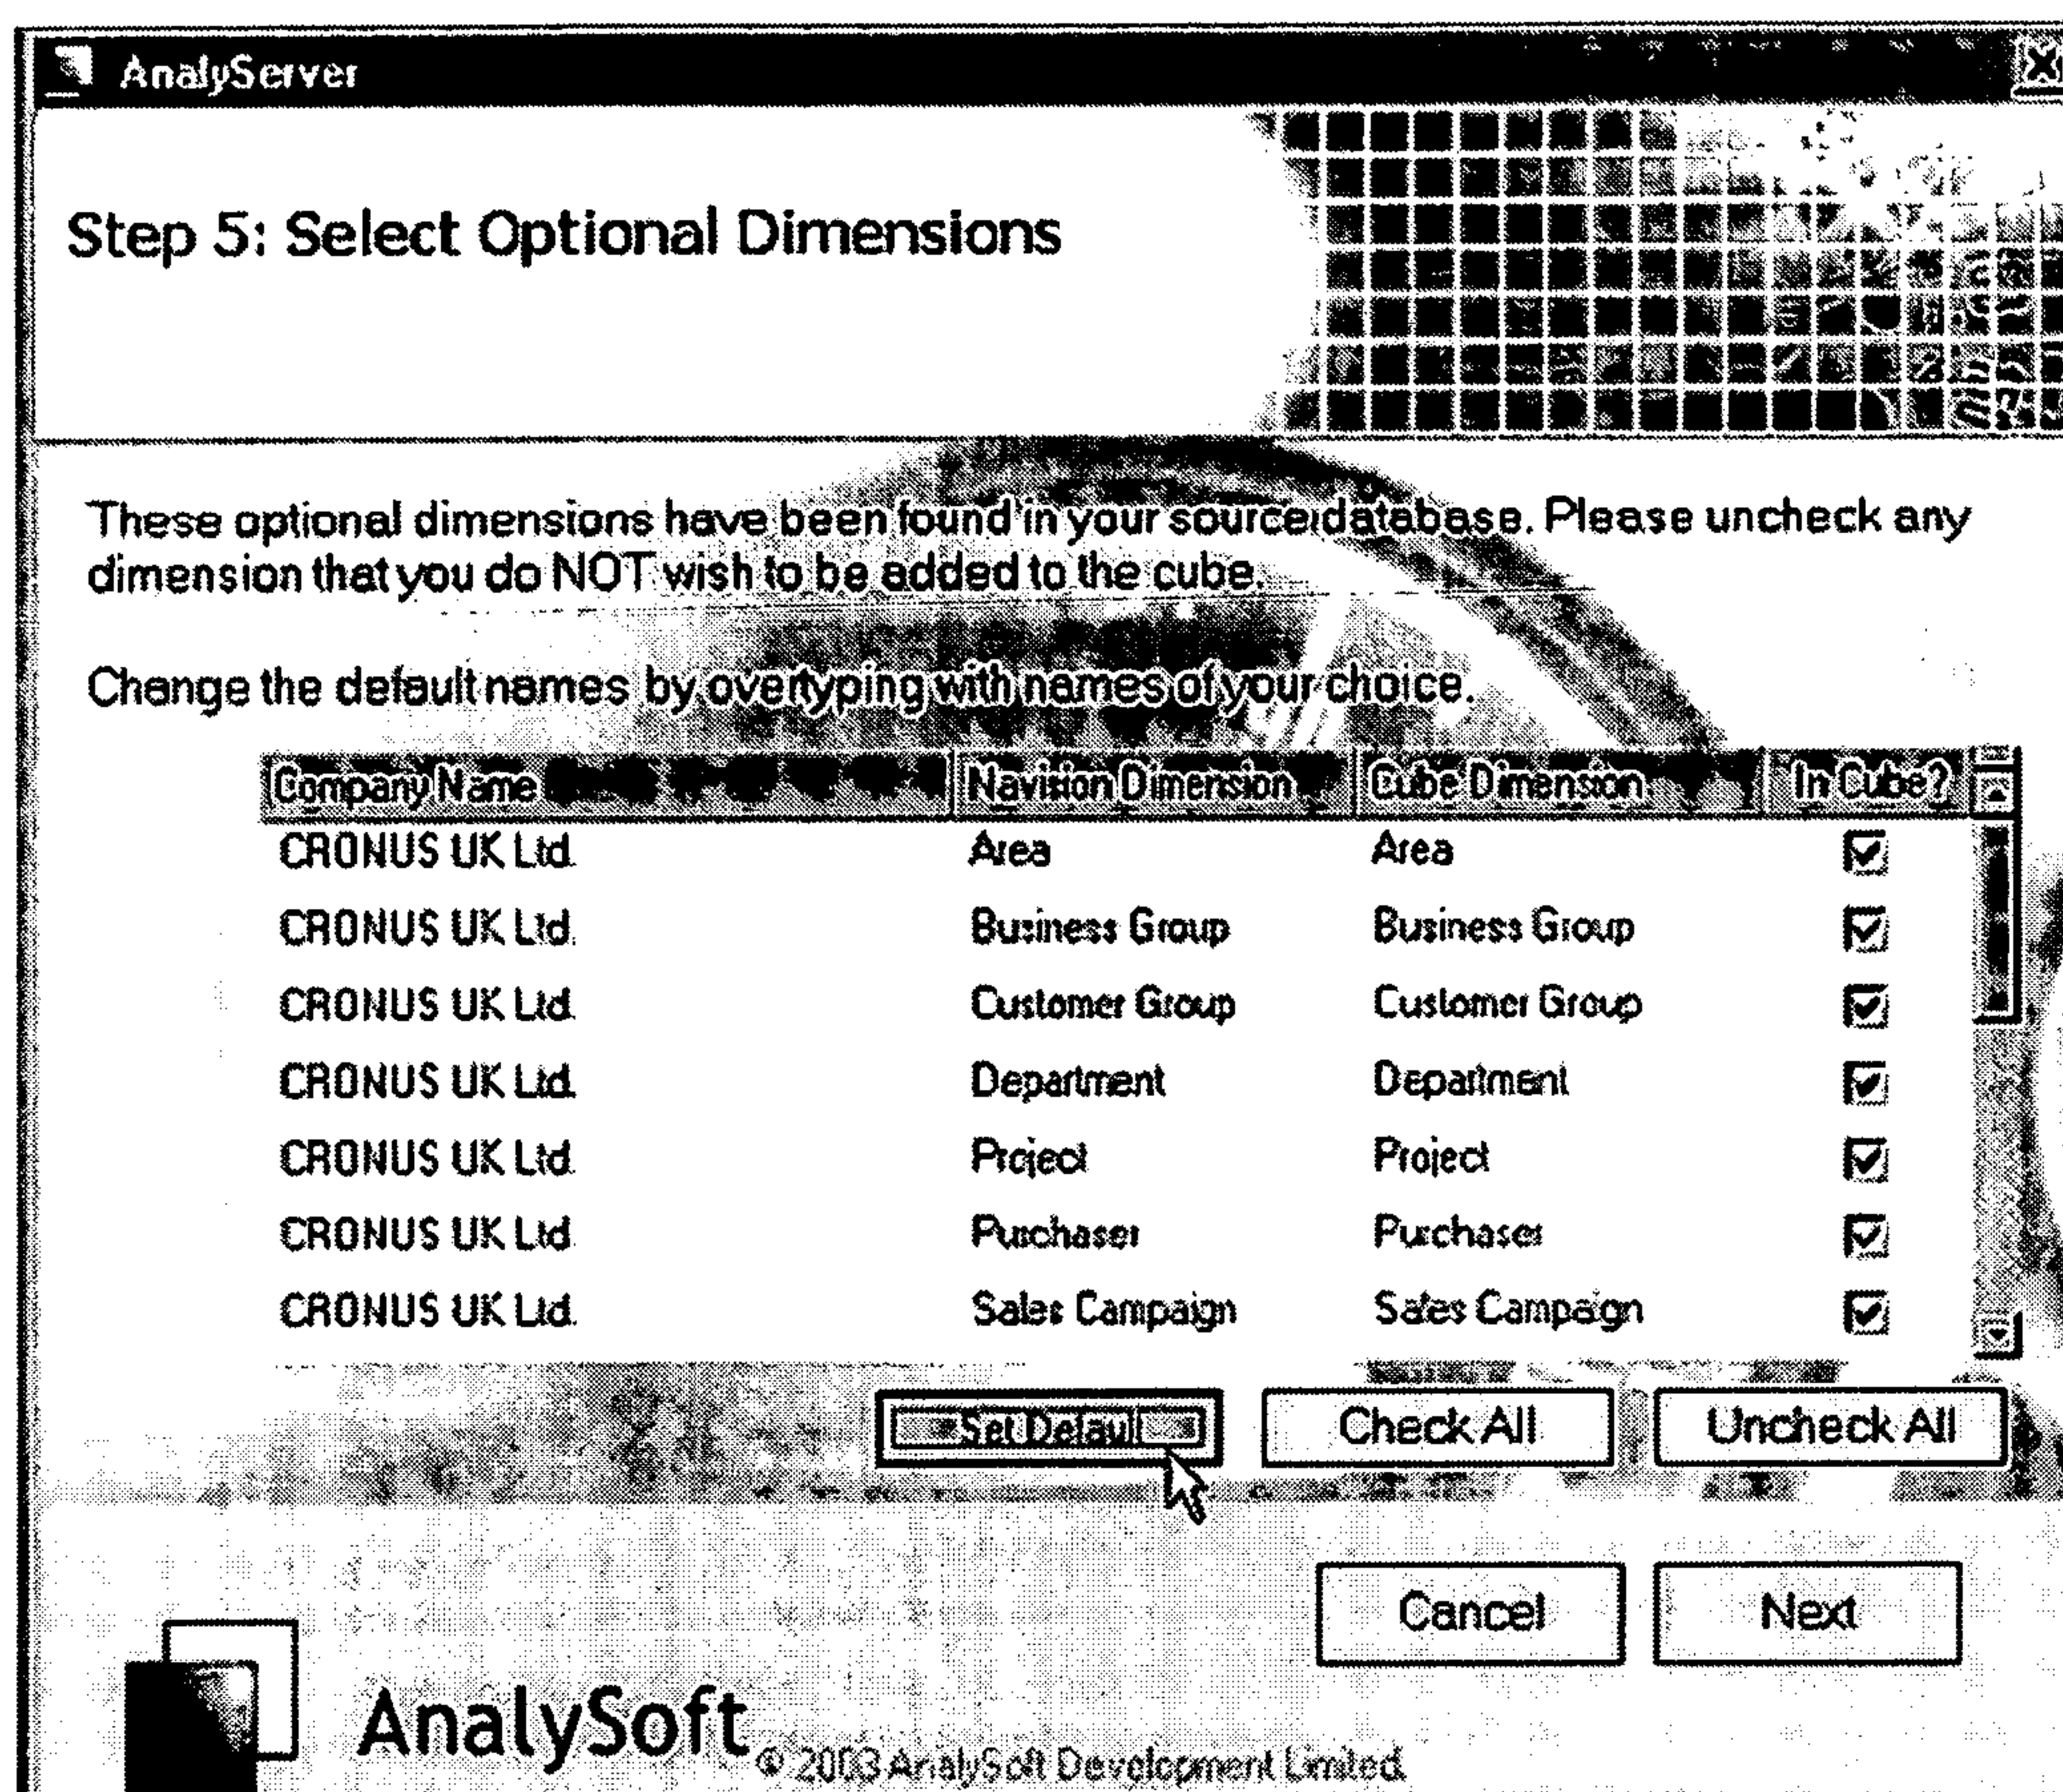 AnalyServer
Step 5: Select Optional Dimensions
These optional dimensions have been found in your source database. Please uncheck any
dimension that you do NOT wish to be added to the cube.
Change the default names by overtyping with names of your choice.
Company Name Navision Dimension Cube Dimension In Cube?
CRONUS UK Ltd. Area Area
CRONUS UK Ltd. Business Group Business Group
CRONUS UK Ltd. Customer Group Customer Group
CRONUS UK Ltd. Department Department
CRONUS UK Ltd. Project Project
CRONUS UK Ltd. Purchaser Purchaser
CRONUS UK Ltd. Sales Campaign Sales Campaign
Set Default Check All Uncheck All
Cancel Next
AnalySoft
© 2003 AnalySoft Development Limited.